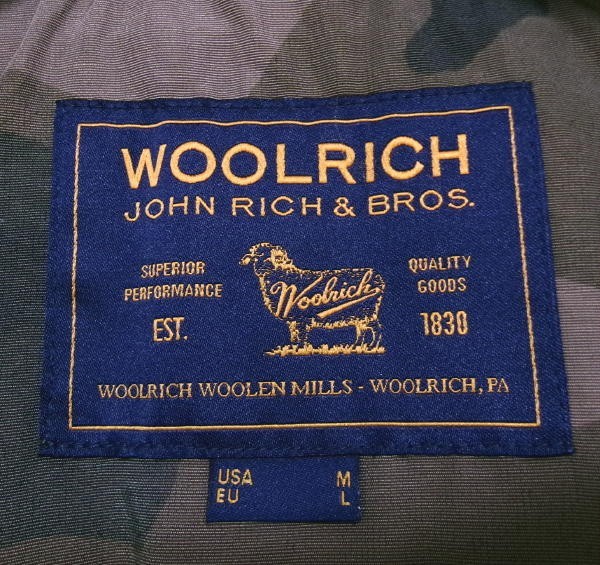 WOOLRICH
JOHN RICH & BROS.
SUPERIOR
PERFORMANCE
EST.
Woolrich
QUALITY
GOODS
1830
WOOLRICH WOOLEN MILLS - WOOLRICH, PA
USA M
EU L